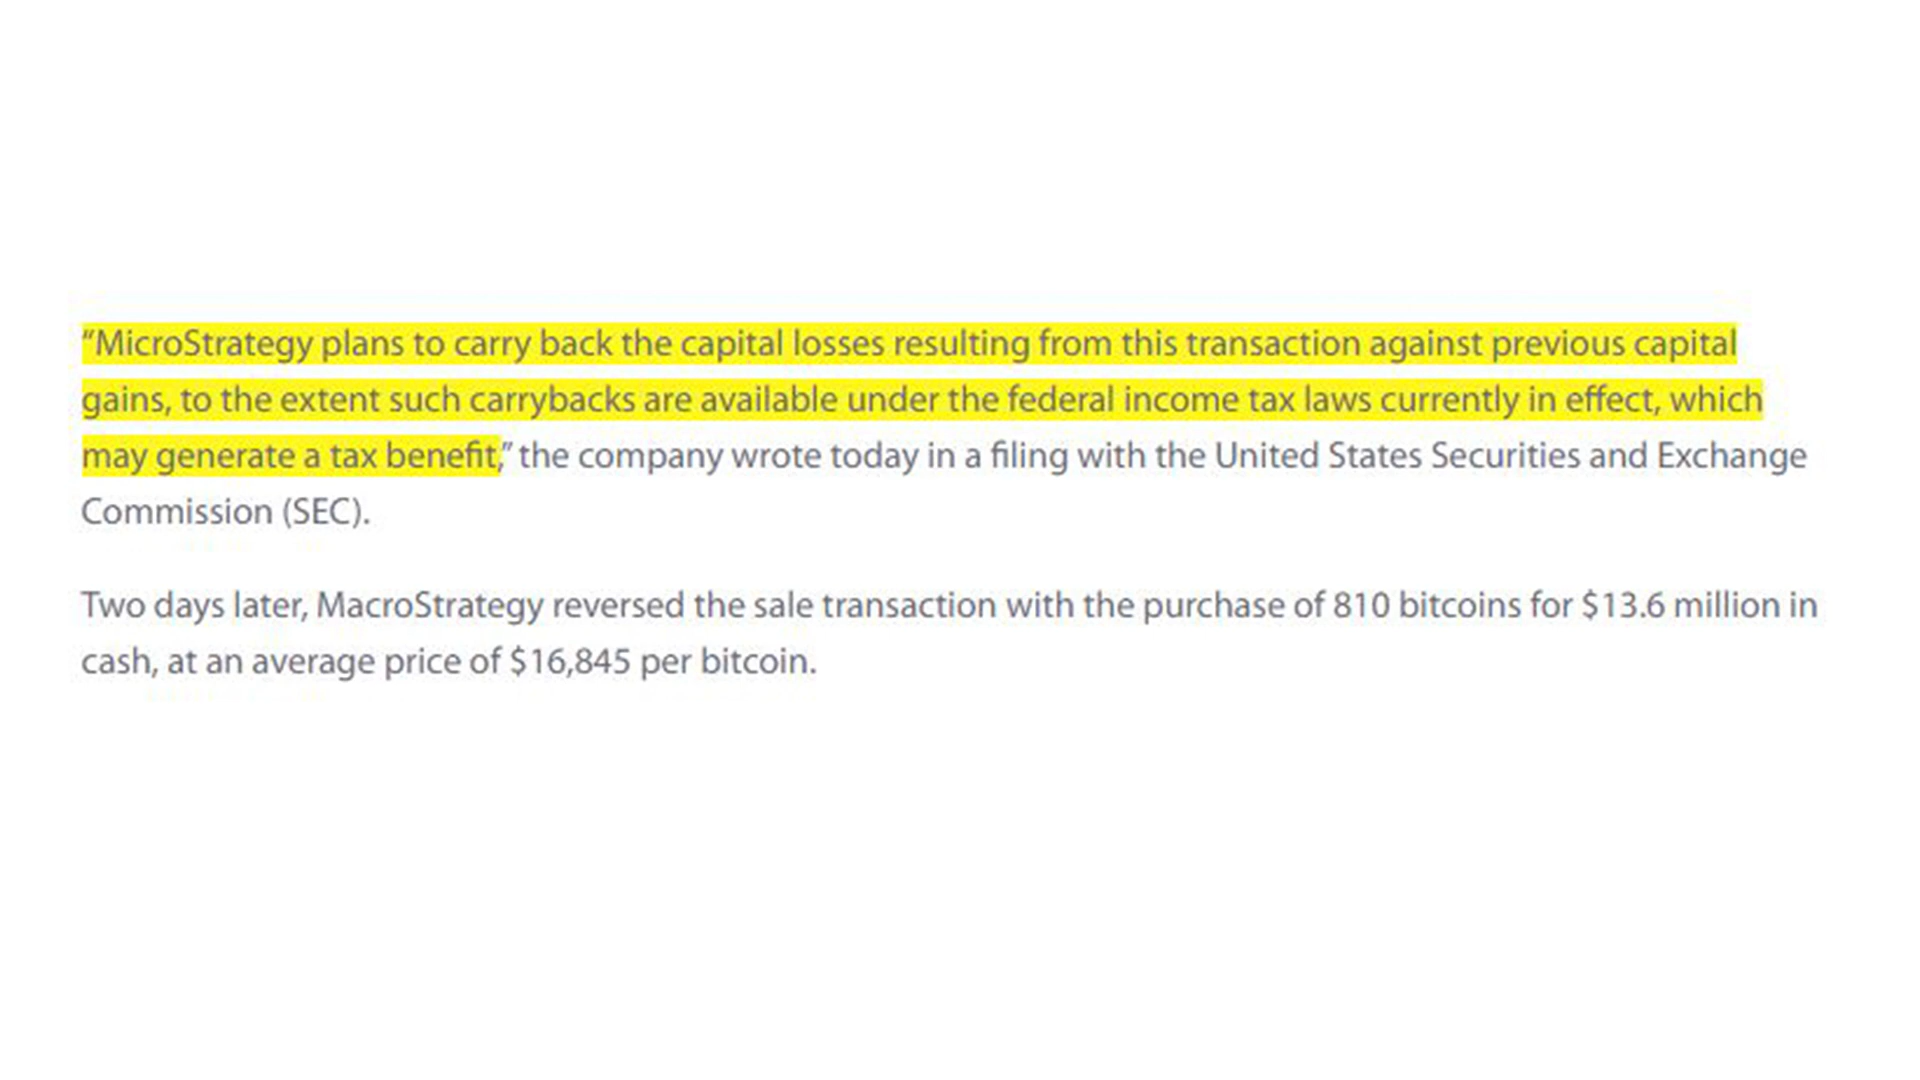 “MicroStrategy plans to carry back the capital losses resulting from this transaction against previous capital
gains, to the extent such carrybacks are available under the federal income tax laws currently in effect, which
may generate a tax benefit,” the company wrote today in a filing with the United States Securities and Exchange
Commission (SEC).
Two days later, MacroStrategy reversed the sale transaction with the purchase of 810 bitcoins for $13.6 million in
cash, at an average price of $16,845 per bitcoin.